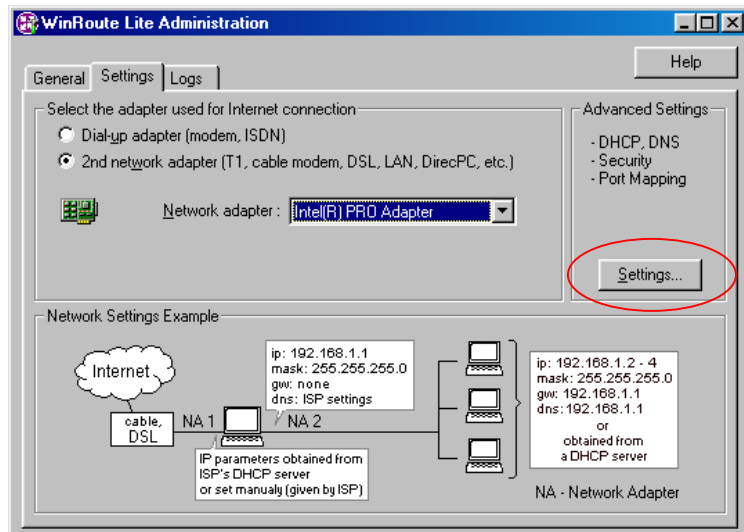 WinRoute Lite Administration
Help
General
Settings
Logs
Select the adapter used for Internet connection
Dial-up adapter (modem, ISDN)
2nd network adapter (T1, cable modem, DSL, LAN, DirecPC, etc.)
Network adapter :
Intel(R) PRO Adapter
Advanced Settings
- DHCP, DNS
- Security
- Port Mapping
Settings...
Network Settings Example
Internet
cable,
DSL
NA 1
ip: 192.168.1.1
mask: 255.255.255.0
gw: none
dns: ISP settings
NA 2
IP parameters obtained from
ISP's DHCP server
or set manualy (given by ISP)
ip: 192.168.1.2 - 4
mask: 255.255.255.0
gw: 192.168.1.1
dns: 192.168.1.1
or
obtained from
a DHCP server
NA - Network Adapter